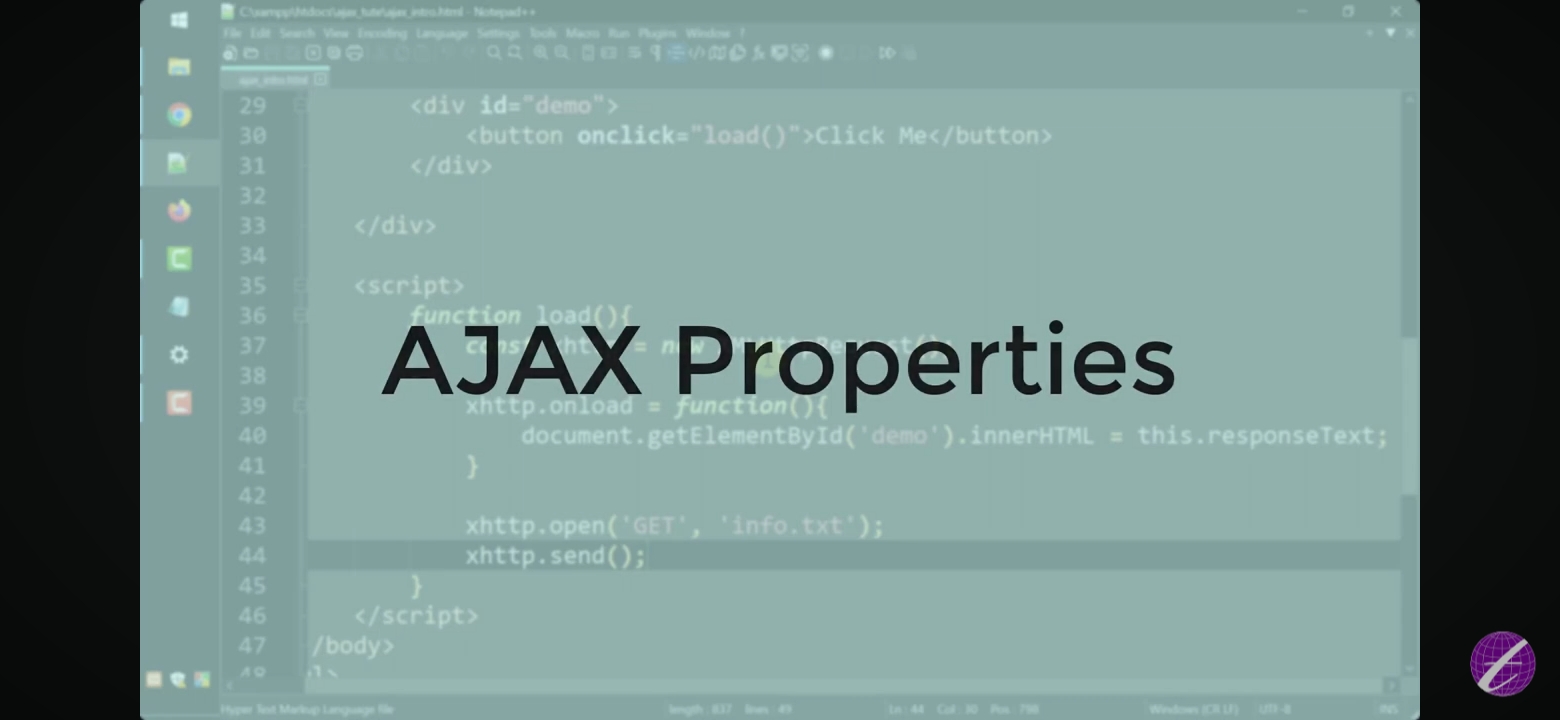 C:\xampp\htdocs\ajax_tute\ajax_intro.html - Notepad++
File Edit Search View Encoding Language Settings Tools Macro Run Plugins Window ?
ajax_intro.html
29 <div id="demo">
30 <button onclick="load()">Click Me</button>
31 </div>
32
33 </div>
34
35 <script>
36 function load(){
AJAX Properties
37 const xhttp = new XMLHttpRequest();
38
39 xhttp.onload = function(){
40 document.getElementById('demo').innerHTML = this.responseText;
41 }
42
43 xhttp.open('GET', 'info.txt');
44 xhttp.send();
45 }
46 </script>
47 /body>
48 l>
Hyper Text Markup Language file length : 837 lines : 49 Ln : 44 Col : 30 Pos : 798 Windows (CR LF) UTF-8 INS